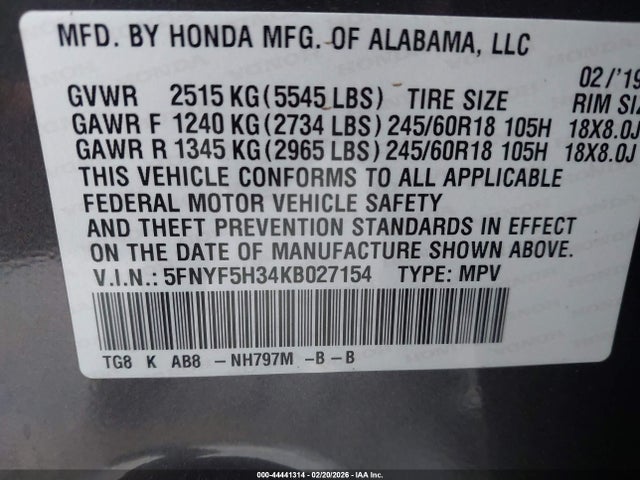 MFD. BY HONDA MFG. OF ALABAMA, LLC
02/'19
GVWR 2515 KG (5545 LBS) TIRE SIZE RIM SIZ
GAWR F 1240 KG (2734 LBS) 245/60R18 105H 18X8.0J
GAWR R 1345 KG (2965 LBS) 245/60R18 105H 18X8.0J
THIS VEHICLE CONFORMS TO ALL APPLICABLE
FEDERAL MOTOR VEHICLE SAFETY
AND THEFT PREVENTION STANDARDS IN EFFECT
ON THE DATE OF MANUFACTURE SHOWN ABOVE.
V.I.N.: 5FNYF5H34KB027154 TYPE: MPV
TG8 K AB8 -NH797M -B-B
000-44441314 - 02/20/2026 - IAA Inc.